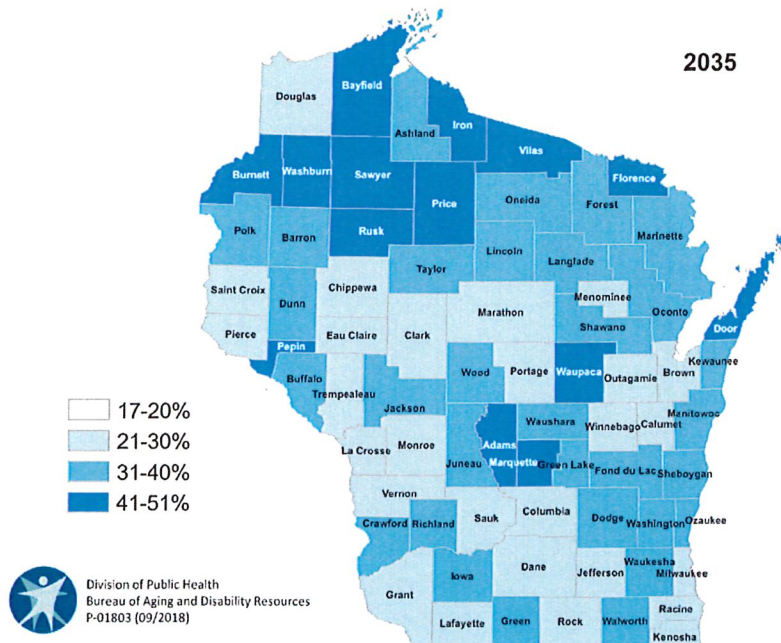 2035
Bayfield
Douglas
Iron
Ashland
Vilas
Burnett
Washburn
Sawyer
Florence
Price
Oneida
Forest
Polk
Barron
Rusk
Marinette
Lincoln
Langlade
Taylor
Saint Croix
Chippewa
Menominee
Dunn
Marathon
Oconto
Shawano
Door
Pierce
Eau Claire
Clark
Pepin
Kewaunee
Buffalo
Wood
Portage
Waupaca
Outagamie
Brown
Trempealeau
Jackson
Manitowoc
Waushara
Winnebago
Calumet
Adams
La Crosse
Monroe
Juneau
Marquette
Green Lake
Fond du Lac
Sheboygan
Vernon
Sauk
Columbia
Dodge
Washington
Ozaukee
Crawford
Richland
Dane
Jefferson
Waukesha
Milwaukee
Iowa
Grant
Lafayette
Green
Rock
Walworth
Racine
Kenosha
17-20%
21-30%
31-40%
41-51%
Division of Public Health
Bureau of Aging and Disability Resources
P-01803 (09/2018)